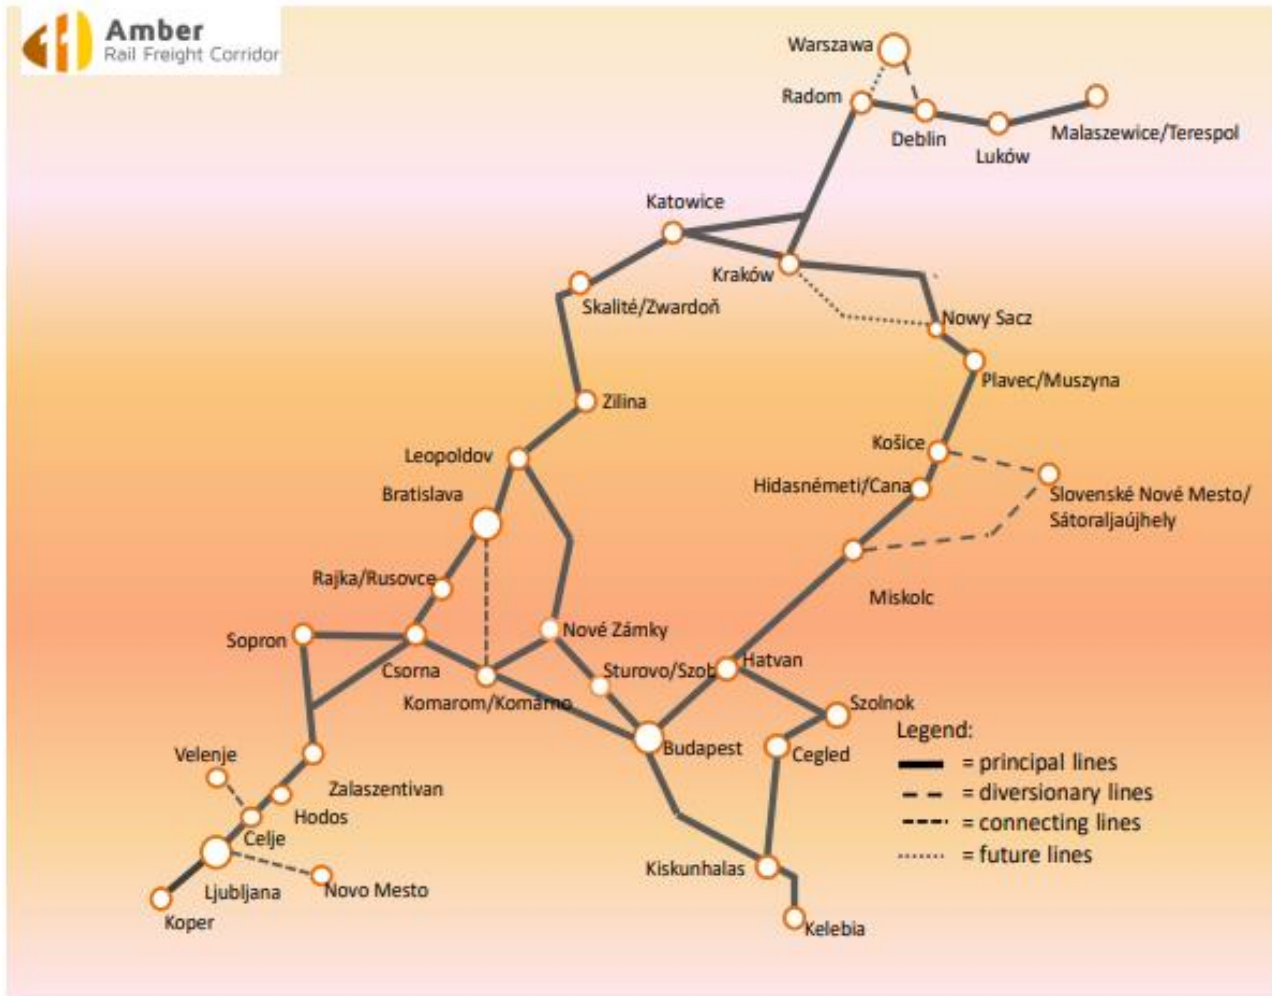 Amber
Rail Freight Corridor
Warszawa
Radom
Deblin
Luków
Malaszewice/Terespol
Katowice
Kraków
Skalité/Zwardoň
Nowy Sacz
Plavec/Muszyna
Zilina
Leopoldov
Košice
Bratislava
Hidasnémeti/Cana
Slovenské Nové Mesto/
Sátoraljaújhely
Rajka/Rusovce
Miskolc
Sopron
Nové Zámky
Csorna
Sturovo/Szob
Hatvan
Komarom/Komárno
Szolnok
Legend:
Budapest
Cegled
Velenje
= principal lines
Zalaszentivan
= diversionary lines
Hodos
= connecting lines
Celje
= future lines
Kiskunhalas
Ljubljana
Novo Mesto
Koper
Kelebia